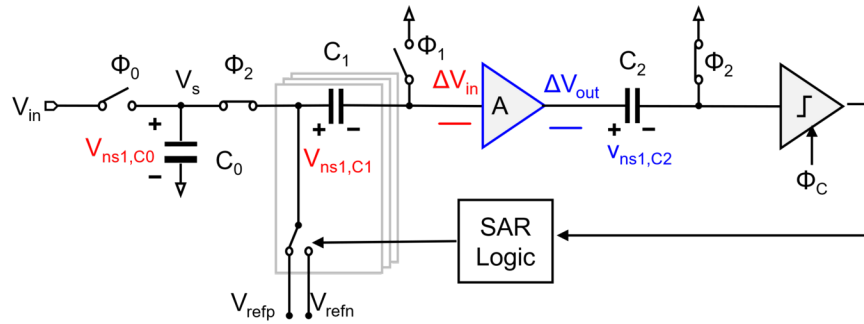 Φ1
C1
Φ0
Vs
Φ2
ΔVin
ΔVout
C2
Φ2
Vin
A
+
+
-
+
-
Vns1,C0
C0
Vns1,C1
vns1,C2
-
ΦC
SAR
Logic
Vrefp
Vrefn